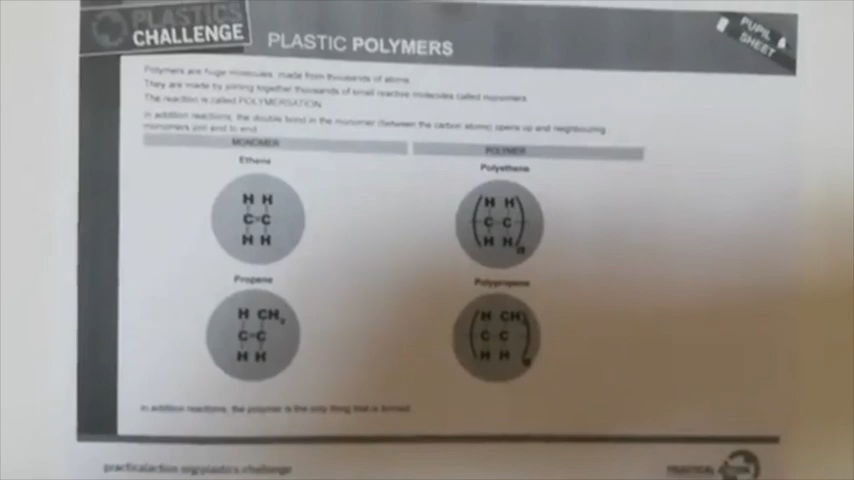 PLASTICS
CHALLENGE
PLASTIC POLYMERS
PUPIL
SHEET
Polymers are huge molecules, made from thousands of atoms.
They are made by joining together thousands of small reactive molecules called monomers.
The reaction is called POLYMERSATION
In addition reactions, the double bond in the monomer (between the carbon atoms) opens up and neighbouring
monomers join end to end.
MONOMER POLYMER
Ethene Polyethene
H H
C=C
H H
(H H)
C-C
(H H)n
Propene Polypropene
H CH3
C=C
H H
(H CH3)
C C
(H H)n
In addition reactions, the polymer is the only thing that is formed.
practicalaction.org/plastics-challenge
PRACTICAL ACTION